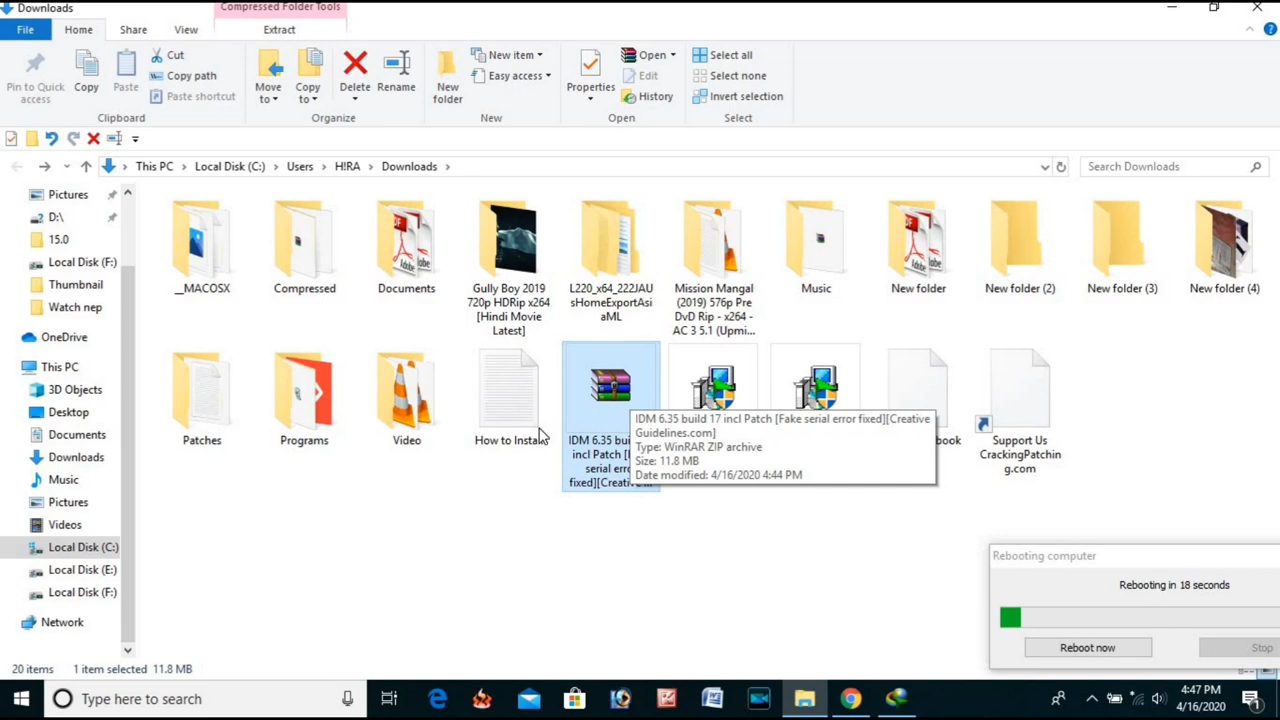 Downloads
Compressed Folder Tools
File
Home
Share
View
Extract
Pin to Quick
access
Copy
Paste
Cut
Copy path
Paste shortcut
Clipboard
Move
to
Copy
to
Delete
Rename
Organize
New
folder
New item
Easy access
New
Properties
Open
Edit
History
Open
Select all
Select none
Invert selection
Select
This PC
Local Disk (C:)
Users
H!RA
Downloads
Search Downloads
Pictures
D:\
15.0
Local Disk (F:)
Thumbnail
Watch nep
OneDrive
This PC
3D Objects
Desktop
Documents
Downloads
Music
Pictures
Videos
Local Disk (C:)
Local Disk (E:)
Local Disk (F:)
Network
__MACOSX
Compressed
Documents
Gully Boy 2019
720p HDRip x264
[Hindi Movie
Latest]
L220_x64_222JAU
sHomeExportAsi
aML
Mission Mangal
(2019) 576p Pre
DvD Rip - x264 -
AC 3 5.1 (Upmi...
Music
New folder
New folder (2)
New folder (3)
New folder (4)
Patches
Programs
Video
How to Install
IDM 6.35 bui
incl Patch [
serial erro
fixed][Creativ...
IDM 6.35 build 17 incl Patch [Fake serial error fixed][Creative
Guidelines.com]
Type: WinRAR ZIP archive
Size: 11.8 MB
Date modified: 4/16/2020 4:44 PM
book
Support Us
CrackingPatchin
g.com
Rebooting computer
Rebooting in 18 seconds
Reboot now
Stop
20 items
1 item selected 11.8 MB
Type here to search
4:47 PM
4/16/2020
1